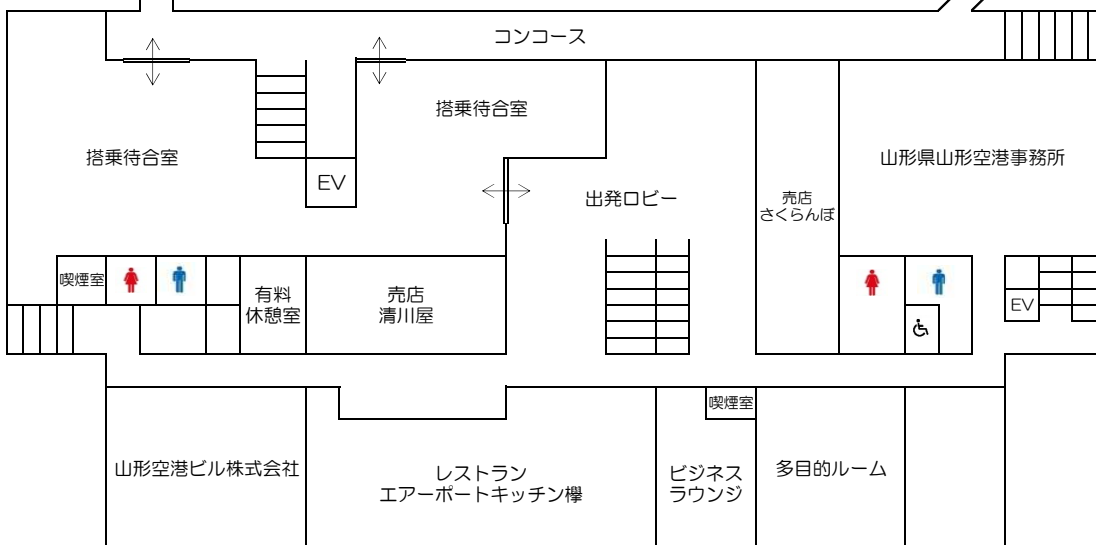 コンコース
搭乗待合室
搭乗待合室
山形県山形空港事務所
EV
出発ロビー
売店
さくらんぼ
喫煙室
有料
休憩室
売店
清川屋
EV
喫煙室
山形空港ビル株式会社
レストラン
エアーポートキッチン欅
ビジネス
ラウンジ
多目的ルーム